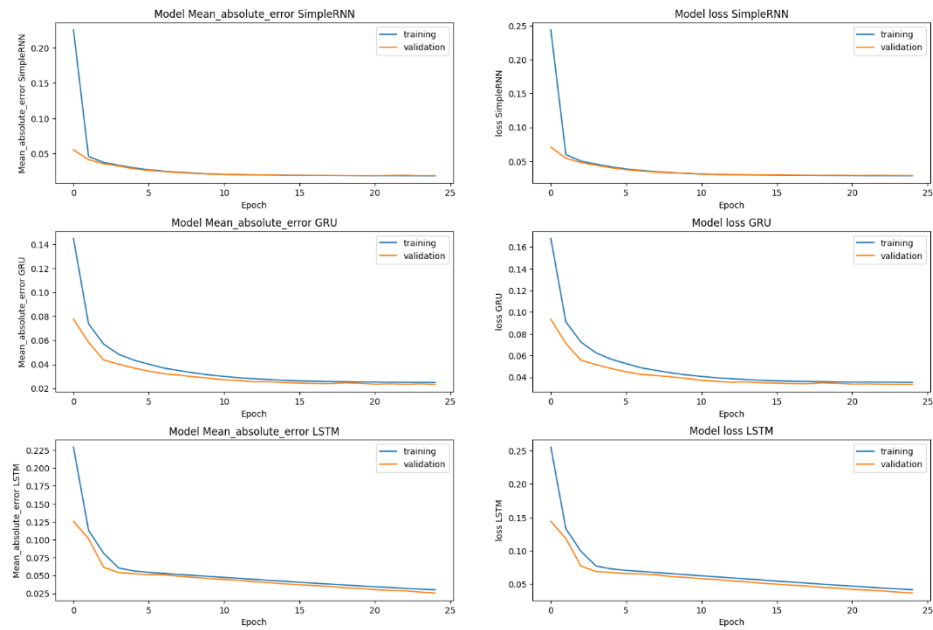 Model Mean_absolute_error SimpleRNN
Mean_absolute_error SimpleRNN
0.20
0.15
0.10
0.05
training
validation
0 5 10 15 20 25
Epoch
Model loss SimpleRNN
loss SimpleRNN
0.25
0.20
0.15
0.10
0.05
training
validation
0 5 10 15 20 25
Epoch
Model Mean_absolute_error GRU
Mean_absolute_error GRU
0.14
0.12
0.10
0.08
0.06
0.04
0.02
training
validation
0 5 10 15 20 25
Epoch
Model loss GRU
loss GRU
0.16
0.14
0.12
0.10
0.08
0.06
0.04
training
validation
0 5 10 15 20 25
Epoch
Model Mean_absolute_error LSTM
Mean_absolute_error LSTM
0.225
0.200
0.175
0.150
0.125
0.100
0.075
0.050
0.025
training
validation
0 5 10 15 20 25
Epoch
Model loss LSTM
loss LSTM
0.25
0.20
0.15
0.10
0.05
training
validation
0 5 10 15 20 25
Epoch